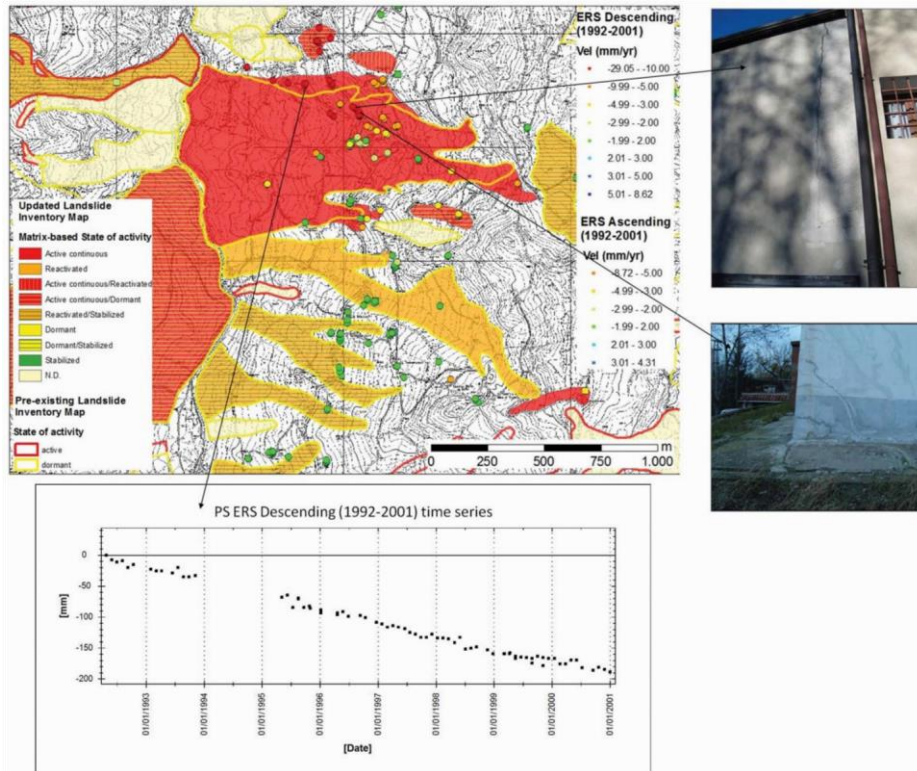 ERS Descending
(1992-2001)
Vel (mm/yr)
-29.05 - -10.00
-9.99 - -5.00
-4.99 - -3.00
-2.99 - -2.00
-1.99 - 2.00
2.01 - 3.00
3.01 - 5.00
5.01 - 8.62
ERS Ascending
(1992-2001)
Vel (mm/yr)
-8.72 - -5.00
-4.99 - -3.00
-2.99 - -2.00
-1.99 - 2.00
2.01 - 3.00
3.01 - 4.31
Updated Landslide
Inventory Map
Matrix-based State of activity
Active continuous
Reactivated
Active continuous/Reactivated
Active continuous/Dormant
Reactivated/Stabilized
Dormant
Dormant/Stabilized
Stabilized
N.D.
Pre-existing Landslide
Inventory Map
State of activity
active
dormant
0 250 500 750 1.000
m
PS ERS Descending (1992-2001) time series
[mm]
0
-50
-100
-150
-200
01/01/1993
01/01/1994
01/01/1995
01/01/1996
01/01/1997
01/01/1998
01/01/1999
01/01/2000
01/01/2001
[Date]